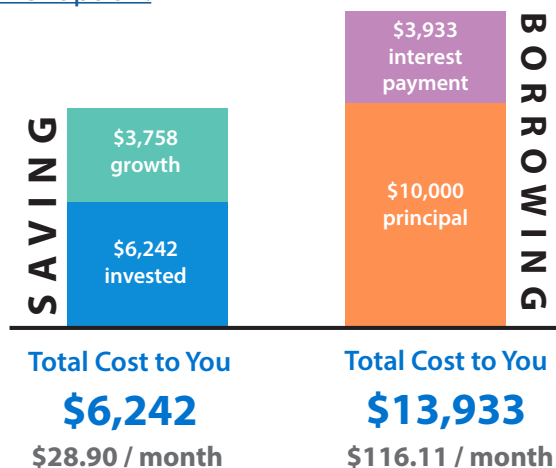 SAVING
$3,758
growth
$6,242
invested
$3,933
interest
payment
$10,000
principal
BORROWING
Total Cost to You
$6,242
$28.90 / month
Total Cost to You
$13,933
$116.11 / month